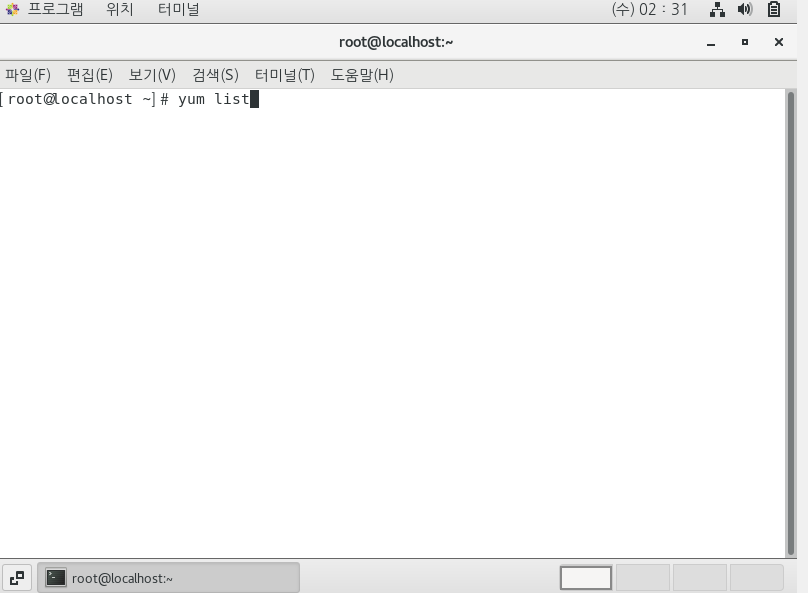 프로그램 위치 터미널 (수) 02 : 31
root@localhost:~
파일(F) 편집(E) 보기(V) 검색(S) 터미널(T) 도움말(H)
[root@localhost ~]# yum list
root@localhost:~